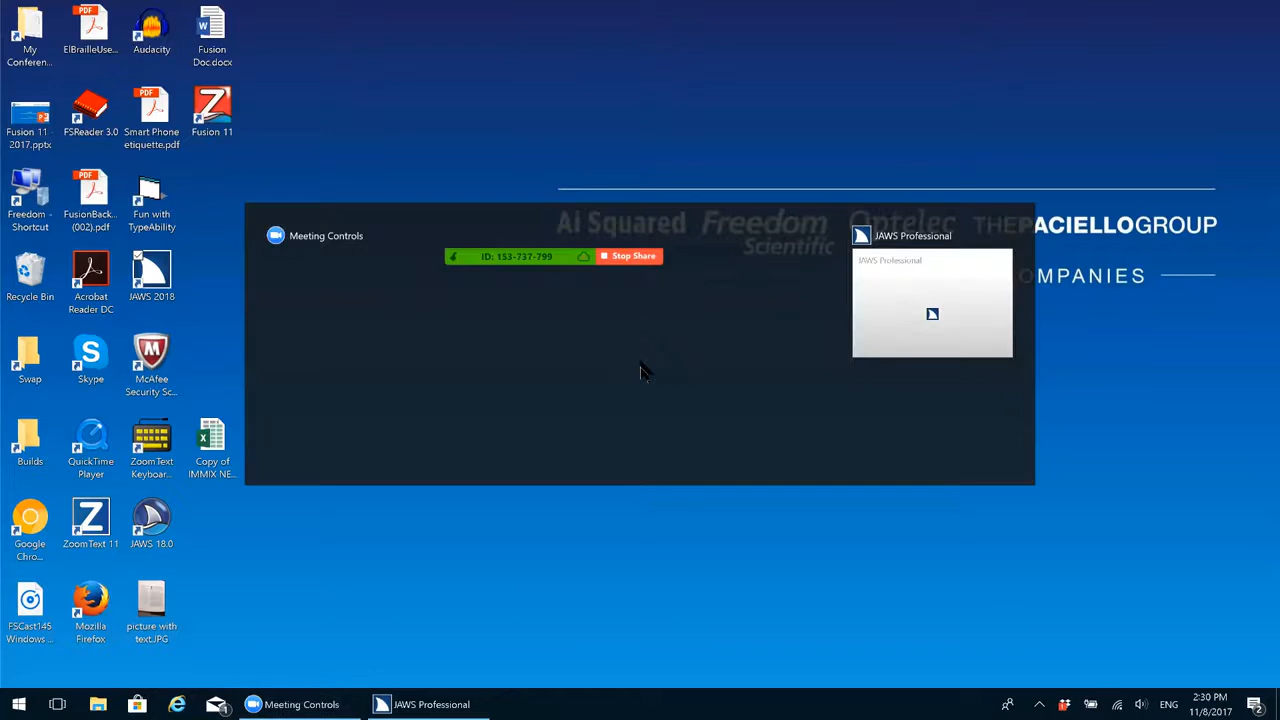 My
Conferen...
ElBrailleUse...
Audacity
Fusion
Doc.docx
Fusion 11 -
2017.pptx
FSReader 3.0
Smart Phone
etiquette.pdf
Fusion 11
Freedom -
Shortcut
FusionBack...
(002).pdf
Fun with
TypeAbility
Recycle Bin
Acrobat
Reader DC
JAWS 2018
Swap
Skype
McAfee
Security Sc...
Builds
QuickTime
Player
ZoomText
Keyboar...
Copy of
IMMIX NE...
Google
Chro...
ZoomText 11
JAWS 18.0
FSCast145
Windows ...
Mozilla
Firefox
picture with
text.JPG
Ai Squared Freedom Scientific Optelec THEPACIELLOGROUP
OMPANIES
Meeting Controls
ID: 153-737-799
Stop Share
JAWS Professional
JAWS Professional
Meeting Controls
JAWS Professional
ENG
2:30 PM
11/8/2017
2